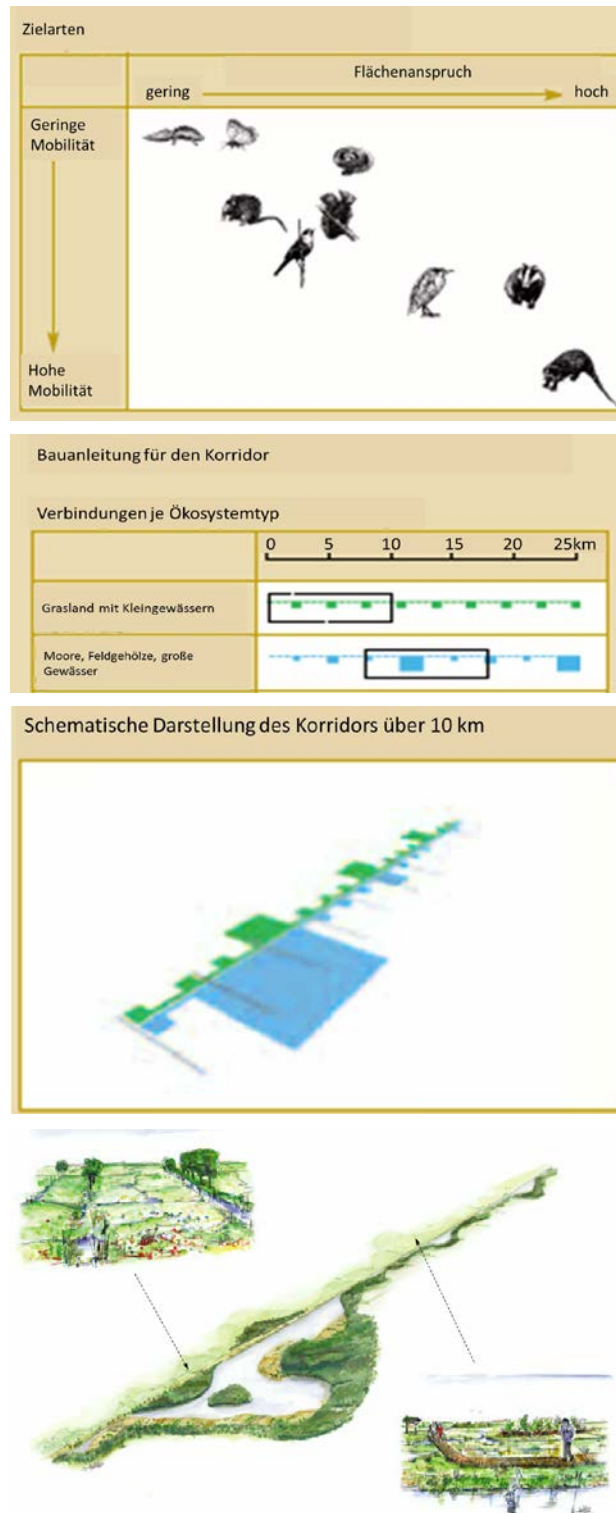 Zielarten
Flächenanspruch
gering
hoch
Geringe
Mobilität
Hohe
Mobilität
Bauanleitung für den Korridor
Verbindungen je Ökosystemtyp
0 5 10 15 20 25km
Grasland mit Kleingewässern
Moore, Feldgehölze, große
Gewässer
Schematische Darstellung des Korridors über 10 km